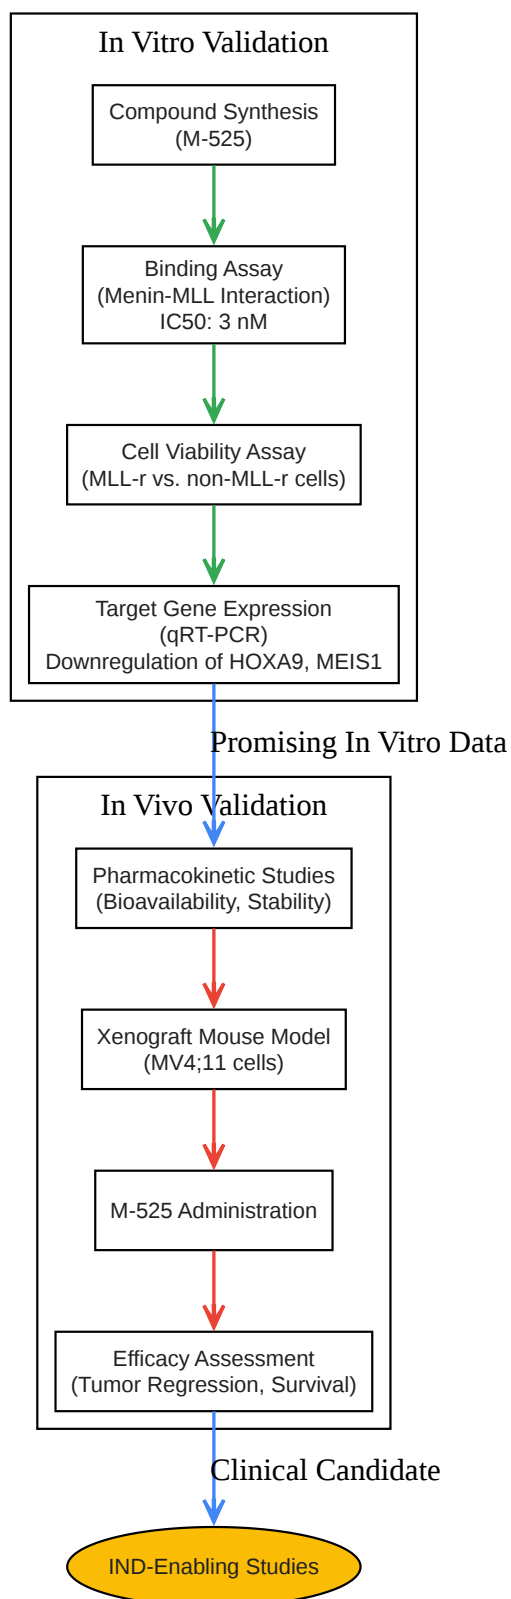 In Vitro Validation
Compound Synthesis
(M-525)
Binding Assay
(Menin-MLL Interaction)
IC50: 3 nM
Cell Viability Assay
(MLL-r vs. non-MLL-r cells)
Target Gene Expression
(qRT-PCR)
Downregulation of HOXA9, MEIS1
Promising In Vitro Data
In Vivo Validation
Pharmacokinetic Studies
(Bioavailability, Stability)
Xenograft Mouse Model
(MV4;11 cells)
M-525 Administration
Efficacy Assessment
(Tumor Regression, Survival)
Clinical Candidate
IND-Enabling Studies